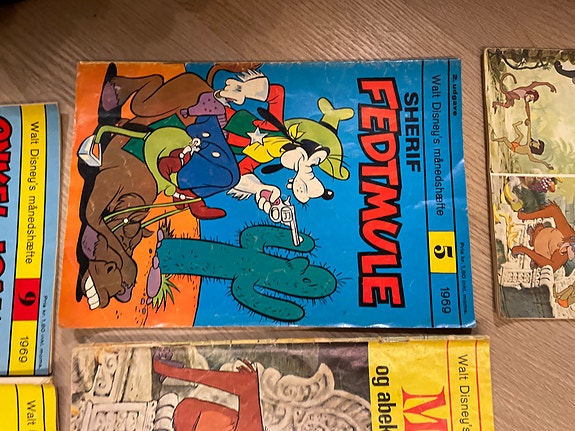 2. udgave
Walt Disney's månedshæfte
5
1969
SHERIF
FEDTMULE
Walt Disney's månedshæfte
9
1969
Walt Disney's
M
og abek
Walt